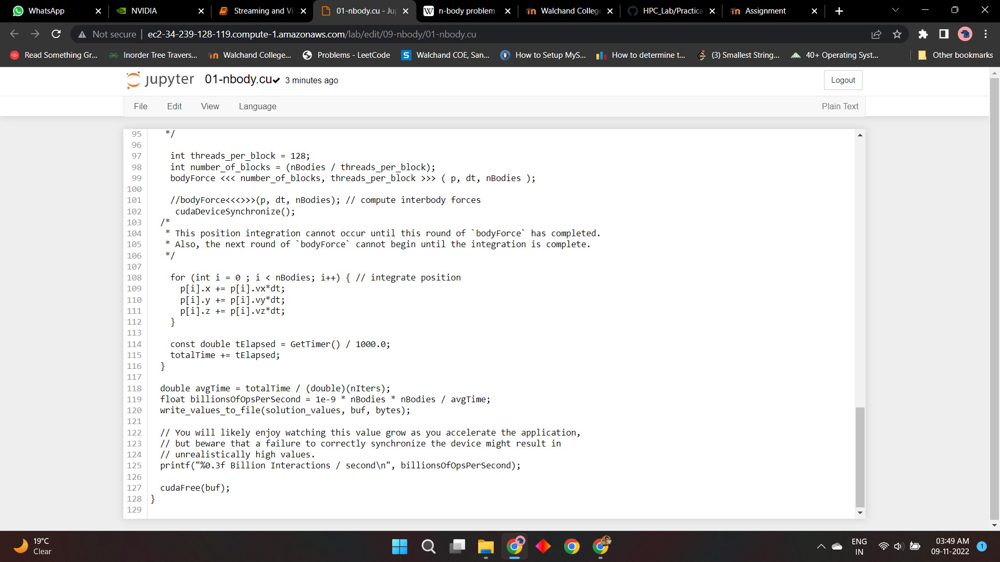 WhatsApp
NVIDIA
Streaming and Vi
01-nbody.cu - Ju
n-body problem
Walchand College
HPC_Lab/Practica
Assignment
Not secure | ec2-34-239-128-119.compute-1.amazonaws.com/lab/edit/09-nbody/01-nbody.cu
Read Something Gr...
Inorder Tree Travers...
Walchand College...
Problems - LeetCode
Walchand COE, San...
How to Setup MyS...
How to determine t...
(3) Smallest String...
40+ Operating Syst...
Other bookmarks
jupyter 01-nbody.cu 3 minutes ago
Logout
File Edit View Language
Plain Text
95    */
96
97     int threads_per_block = 128;
98     int number_of_blocks = (nBodies / threads_per_block);
99     bodyForce <<< number_of_blocks, threads_per_block >>> ( p, dt, nBodies );
100
101     //bodyForce<<<>>>(p, dt, nBodies); // compute interbody forces
102      cudaDeviceSynchronize();
103   /*
104    * This position integration cannot occur until this round of `bodyForce` has completed.
105    * Also, the next round of `bodyForce` cannot begin until the integration is complete.
106    */
107
108     for (int i = 0 ; i < nBodies; i++) { // integrate position
109       p[i].x += p[i].vx*dt;
110       p[i].y += p[i].vy*dt;
111       p[i].z += p[i].vz*dt;
112     }
113
114     const double tElapsed = GetTimer() / 1000.0;
115     totalTime += tElapsed;
116   }
117
118   double avgTime = totalTime / (double)(nIters);
119   float billionsOfOpsPerSecond = 1e-9 * nBodies * nBodies / avgTime;
120   write_values_to_file(solution_values, buf, bytes);
121
122   // You will likely enjoy watching this value grow as you accelerate the application,
123   // but beware that a failure to correctly synchronize the device might result in
124   // unrealistically high values.
125   printf("%0.3f Billion Interactions / second\n", billionsOfOpsPerSecond);
126
127   cudaFree(buf);
128 }
129
19°C
Clear
ENG
IN
03:49 AM
09-11-2022
1